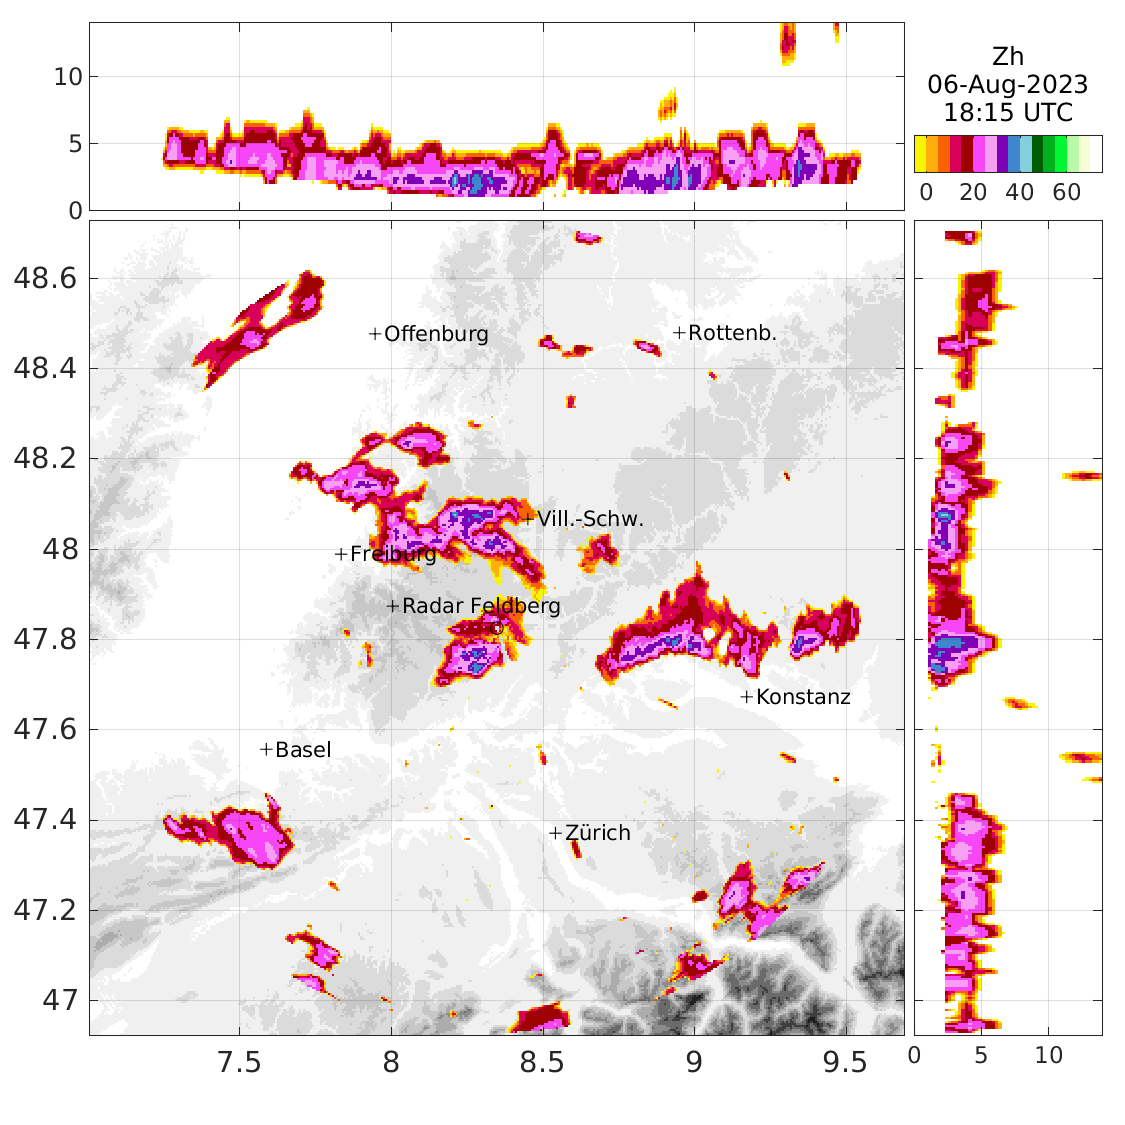 10
5
0
Zh
06-Aug-2023
18:15 UTC
0 20 40 60
48.6
48.4
48.2
48
47.8
47.6
47.4
47.2
47
+Offenburg
+Rottenb.
+Vill.-Schw.
+Freiburg
+Radar Feldberg
+Konstanz
+Basel
+Zürich
7.5 8 8.5 9 9.5
0 5 10